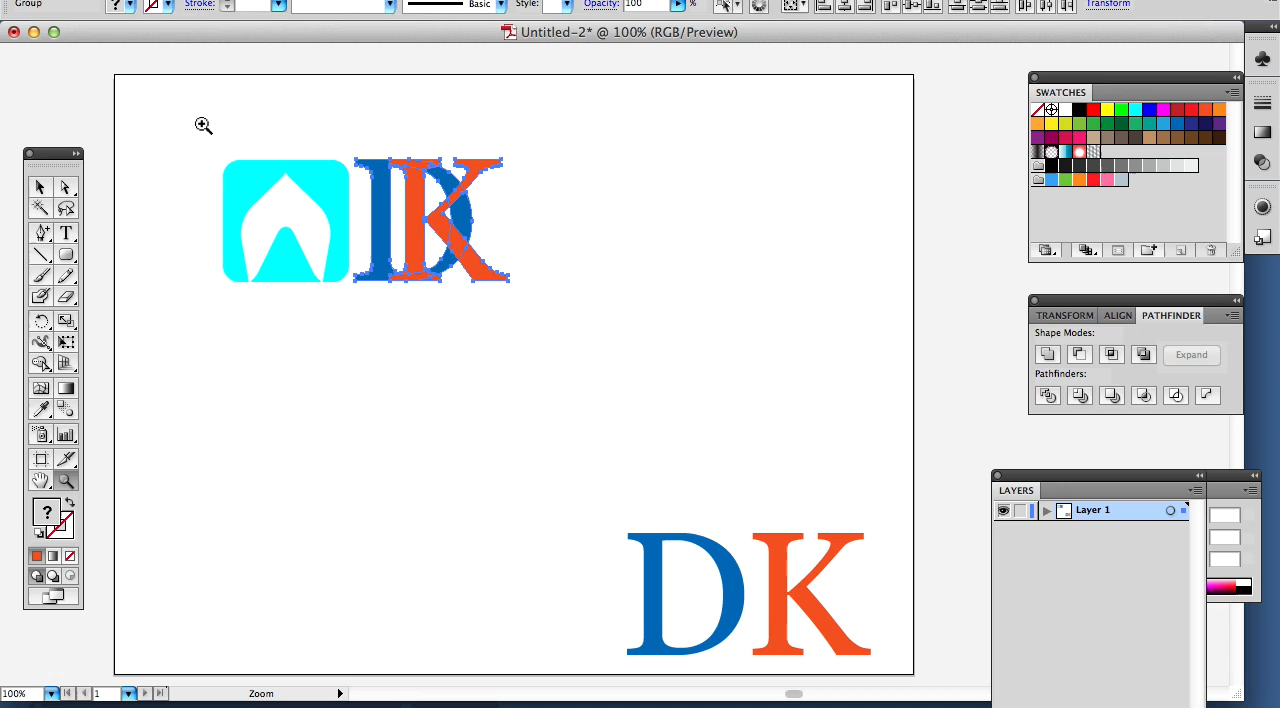 Group ? Stroke: Basic Style: Opacity: 100 % Transform
Untitled-2* @ 100% (RGB/Preview)
SWATCHES
T
?
DK
TRANSFORM ALIGN PATHFINDER
Shape Modes:
Expand
Pathfinders:
LAYERS
Layer 1
DK
100% 1 Zoom